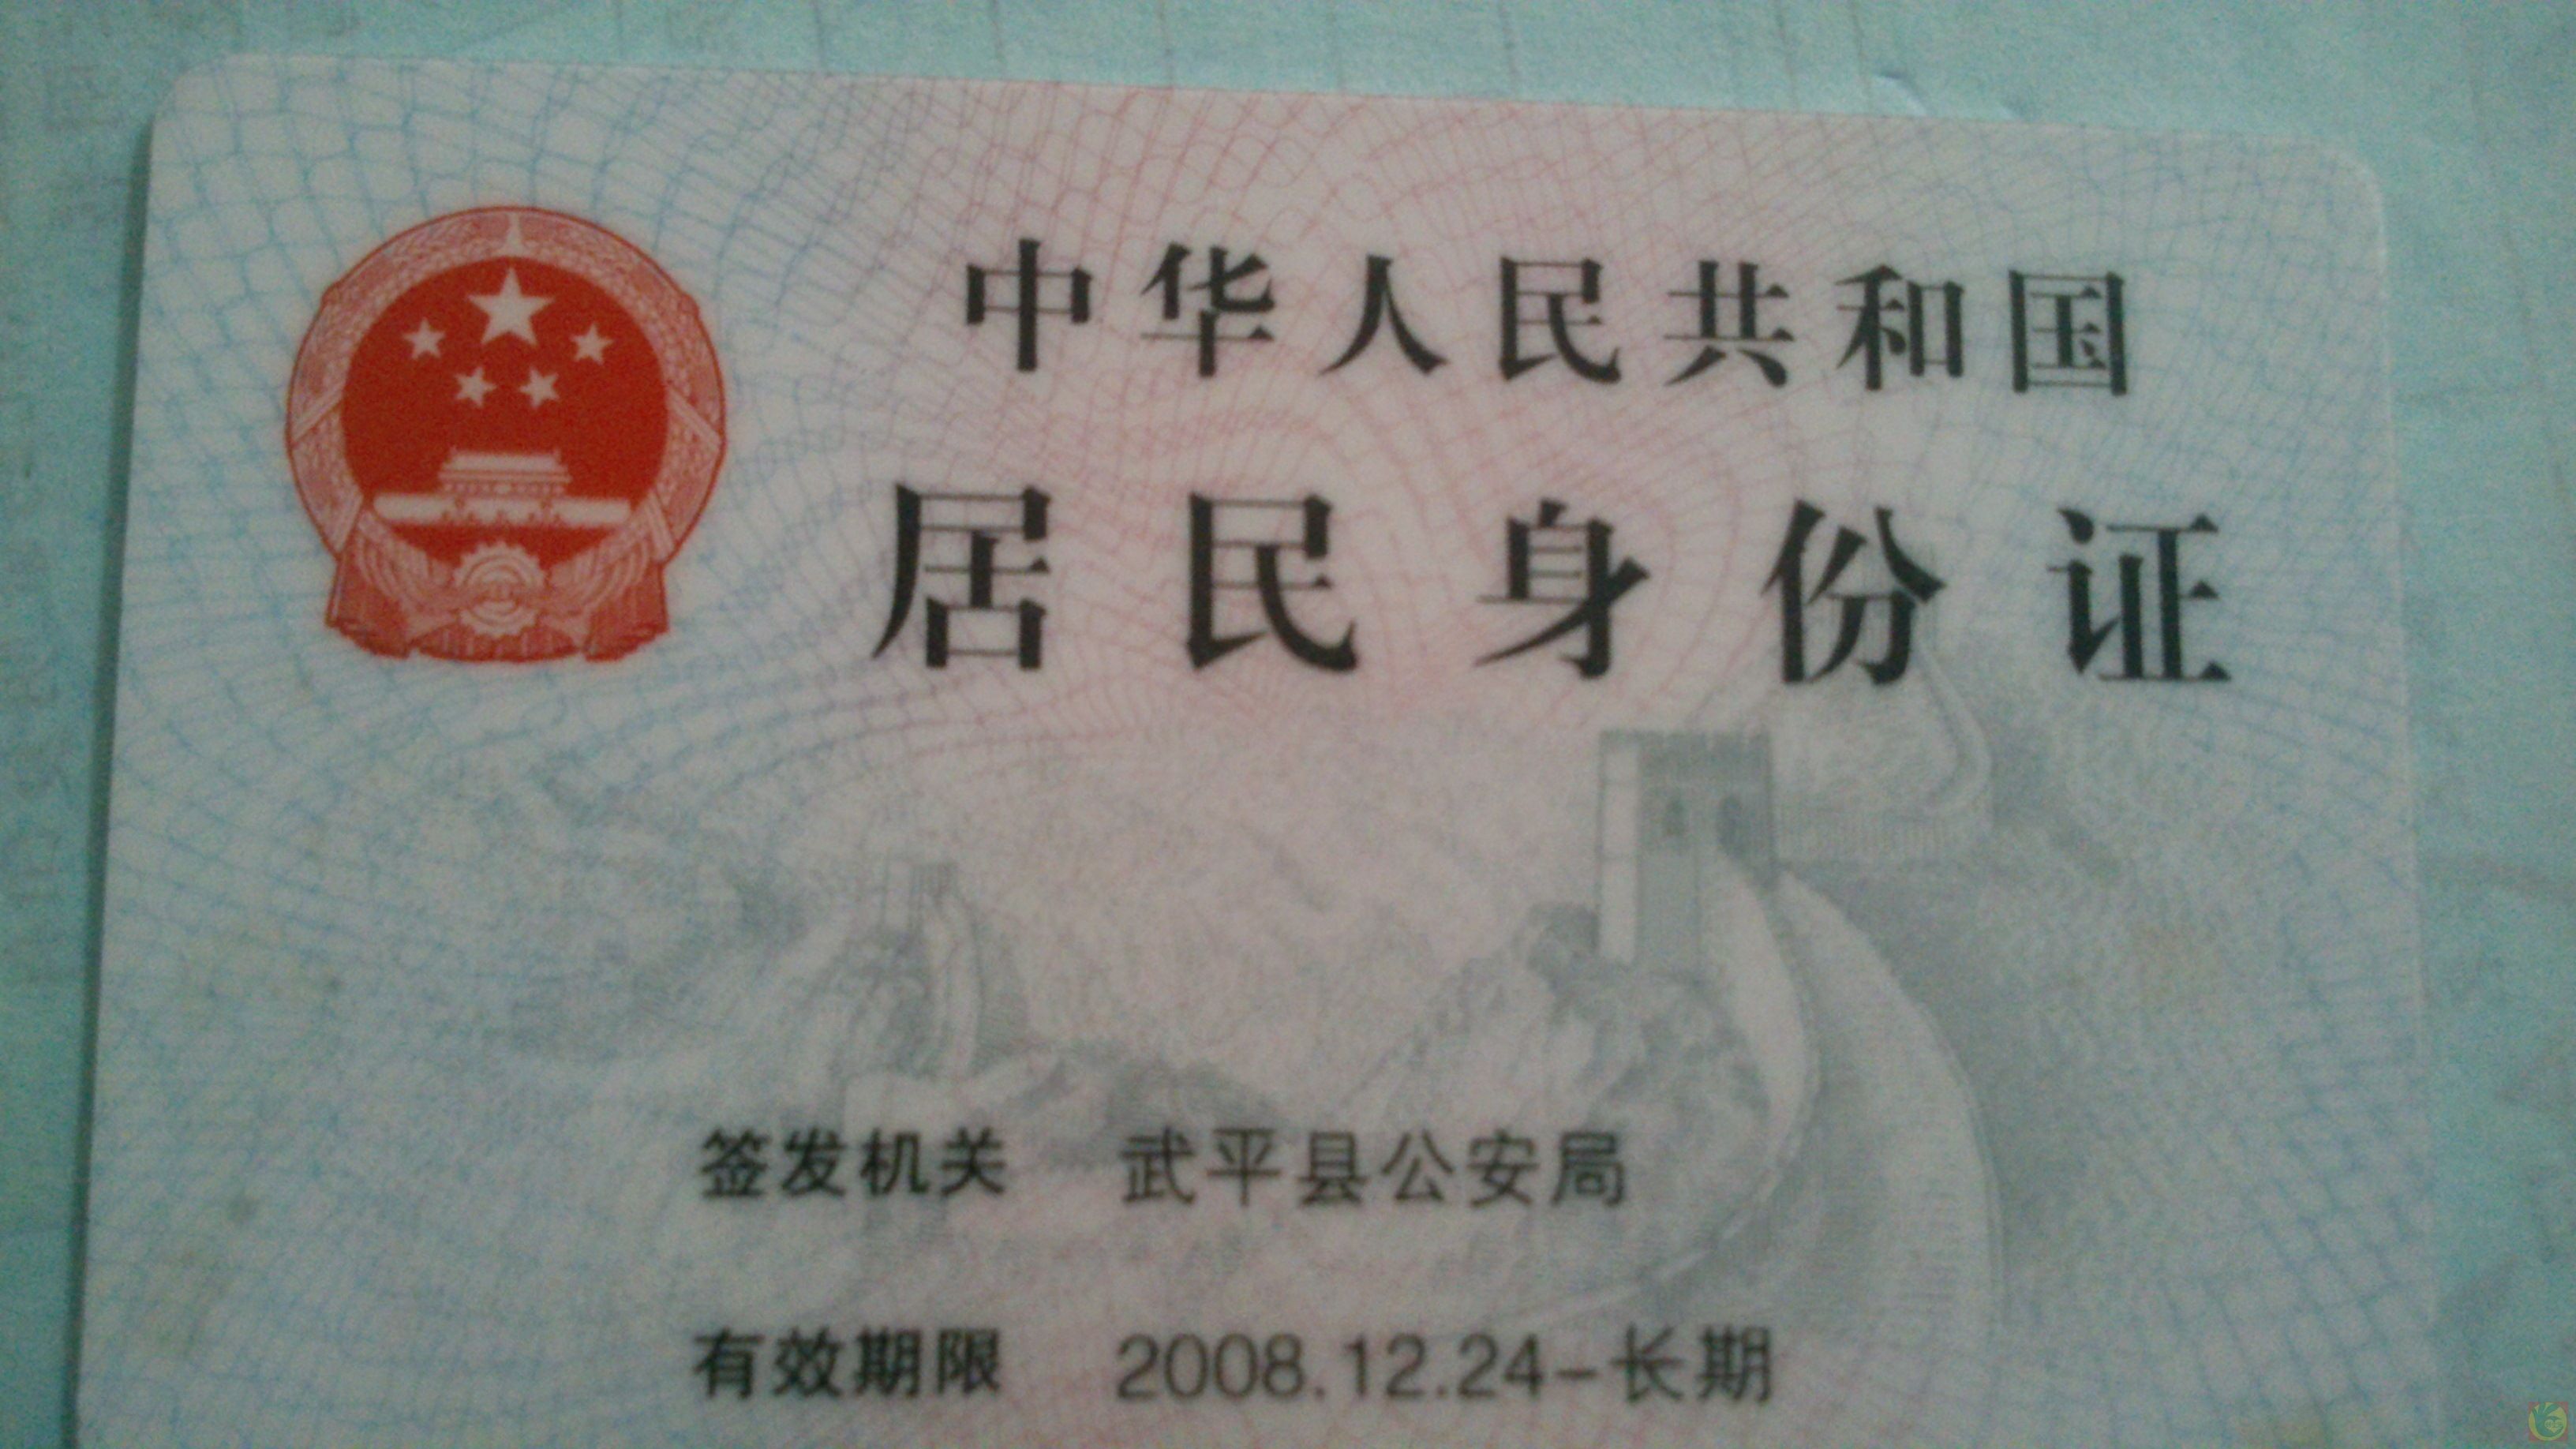 中华人民共和国
居民身份证
签发机关 武平县公安局
有效期限 2008.12.24-长期